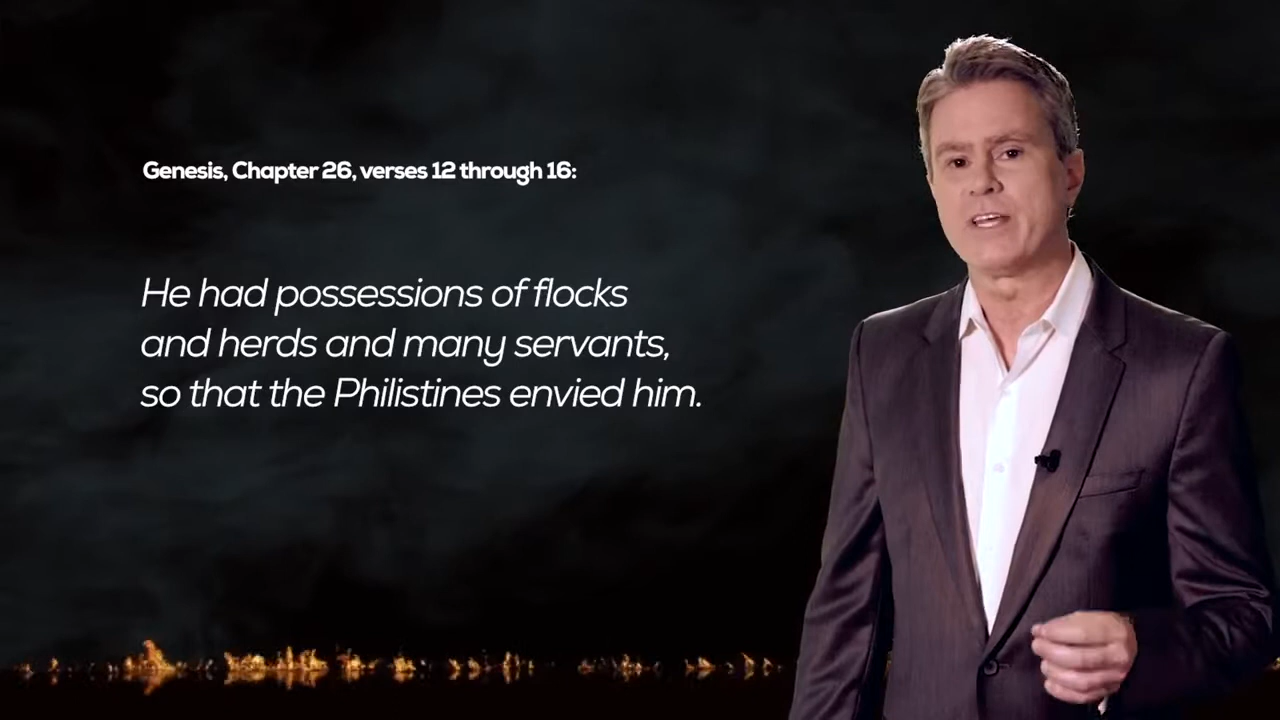 Genesis, Chapter 26, verses 12 through 16:
He had possessions of flocks
and herds and many servants,
so that the Philistines envied him.